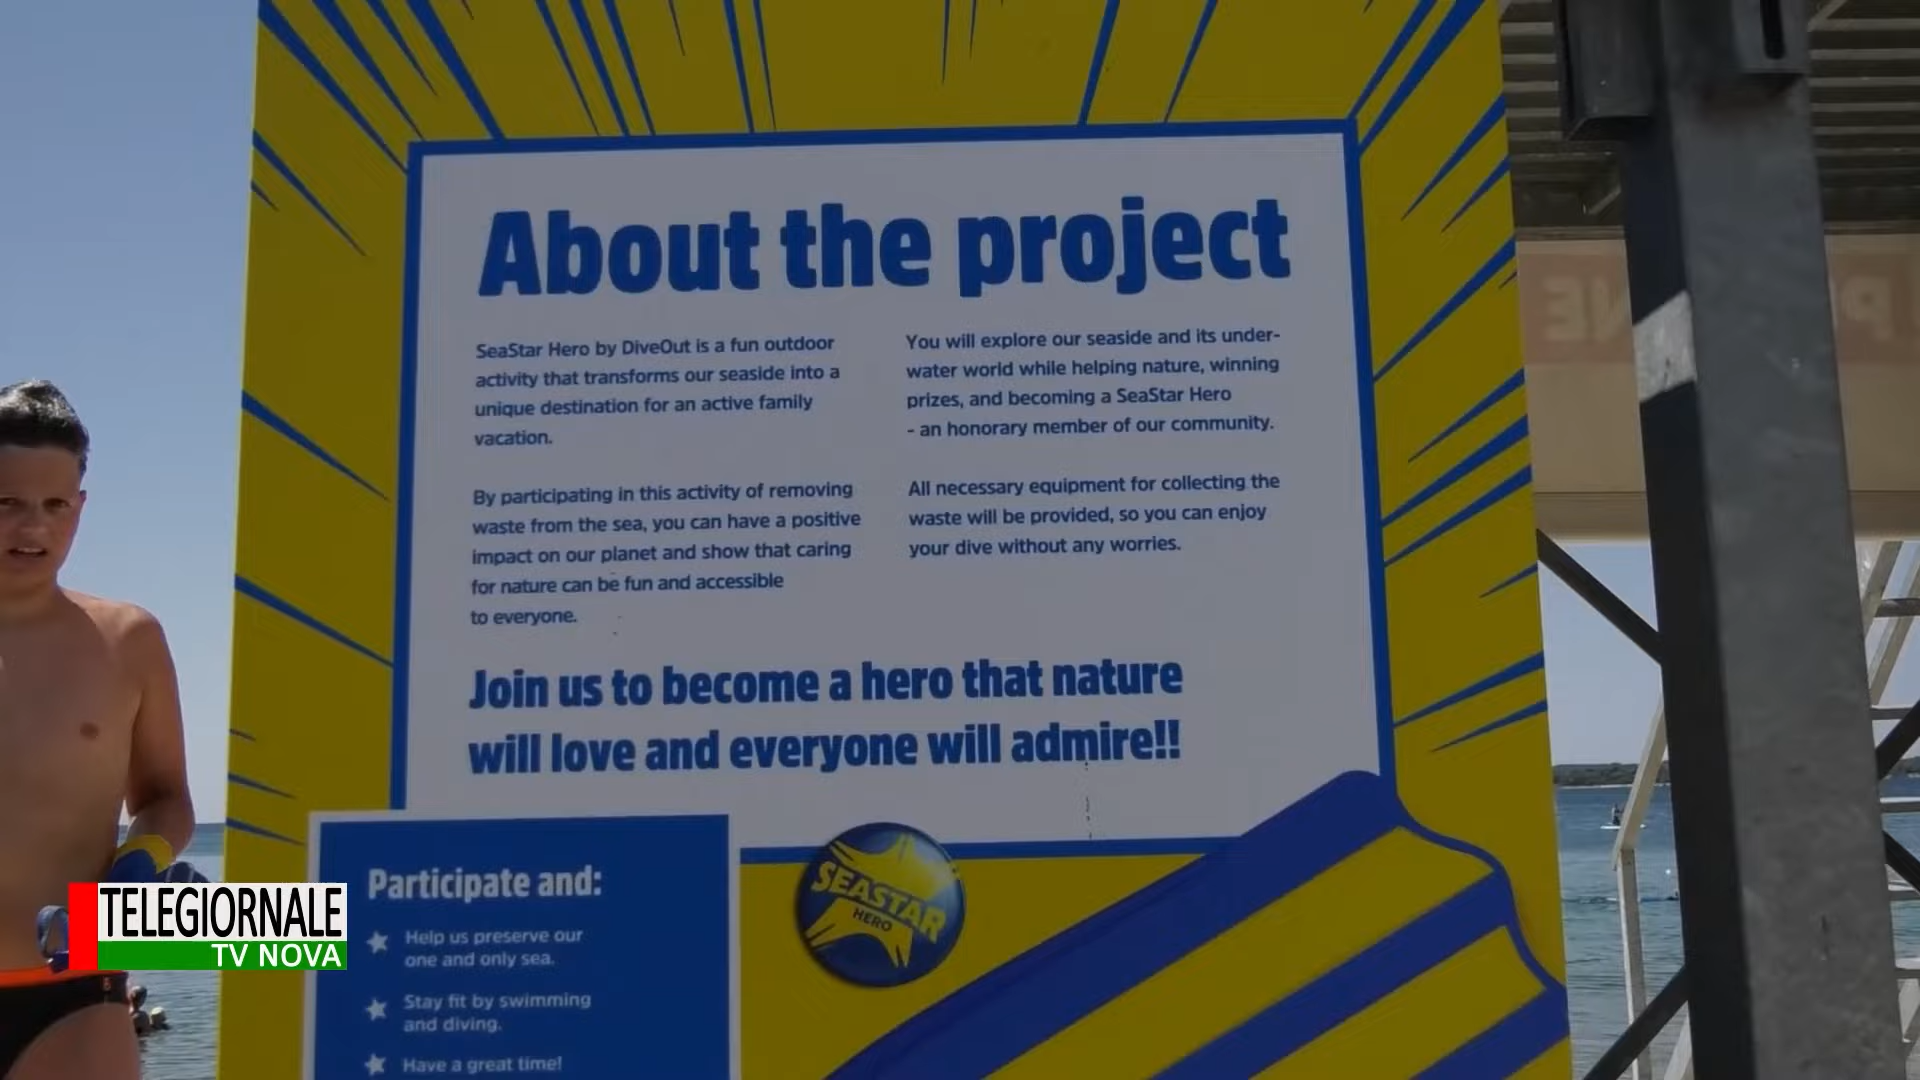 About the project
SeaStar Hero by DiveOut is a fun outdoor
activity that transforms our seaside into a
unique destination for an active family
vacation.
By participating in this activity of removing
waste from the sea, you can have a positive
impact on our planet and show that caring
for nature can be fun and accessible
to everyone.
You will explore our seaside and its under-
water world while helping nature, winning
prizes, and becoming a SeaStar Hero
- an honorary member of our community.
All necessary equipment for collecting the
waste will be provided, so you can enjoy
your dive without any worries.
Join us to become a hero that nature
will love and everyone will admire!!
Participate and:
Help us preserve our
one and only sea.
Stay fit by swimming
and diving.
Have a great time!
SEASTAR
HERO
TELEGIORNALE
TV NOVA